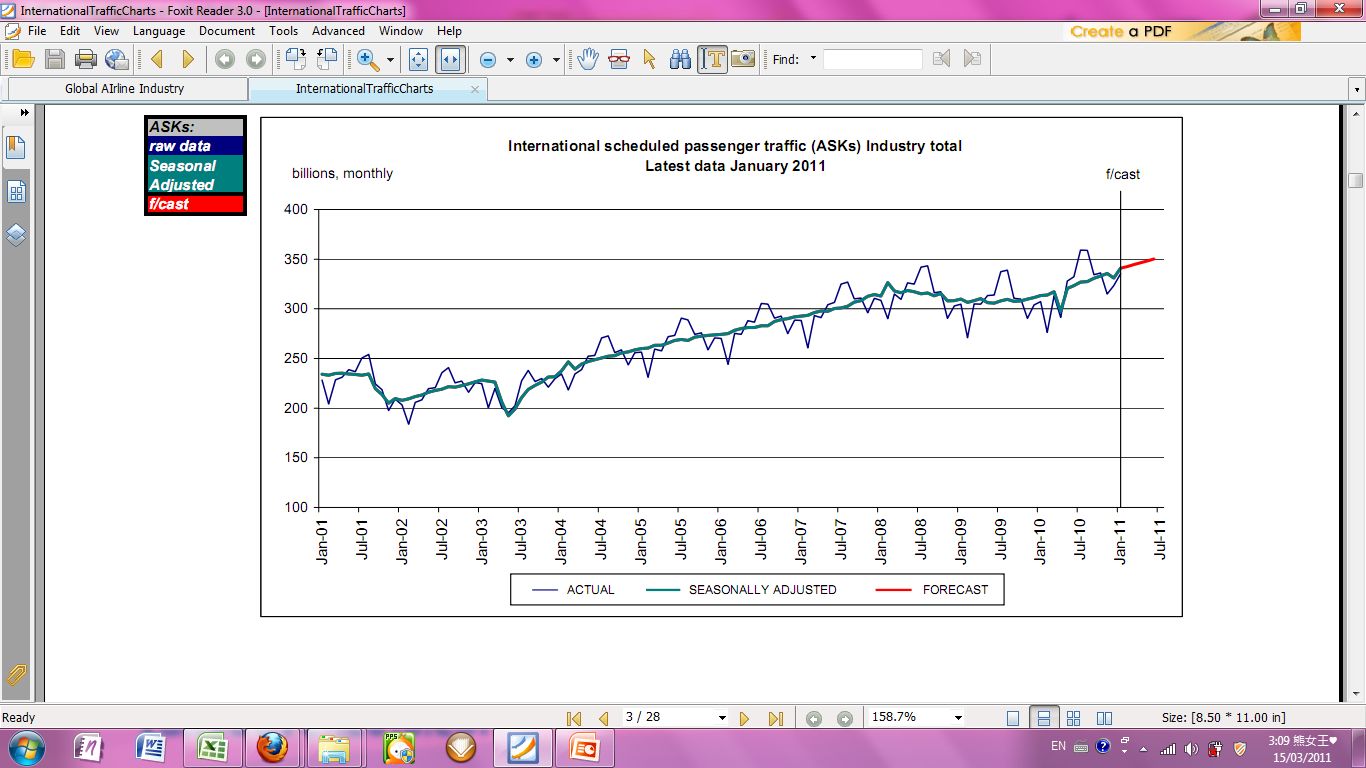 InternationalTrafficCharts - Foxit Reader 3.0 - [InternationalTrafficCharts]
File Edit View Language Document Tools Advanced Window Help
Create a PDF
Find:
Global AIrline Industry
InternationalTrafficCharts
ASKs:
raw data
Seasonal
Adjusted
f/cast
International scheduled passenger traffic (ASKs) Industry total
Latest data January 2011
billions, monthly
f/cast
400
350
300
250
200
150
100
Jan-01 Jul-01 Jan-02 Jul-02 Jan-03 Jul-03 Jan-04 Jul-04 Jan-05 Jul-05 Jan-06 Jul-06 Jan-07 Jul-07 Jan-08 Jul-08 Jan-09 Jul-09 Jan-10 Jul-10 Jan-11 Jul-11
ACTUAL SEASONALLY ADJUSTED FORECAST
Ready
3 / 28
158.7%
Size: [8.50 * 11.00 in]
PPS
EN
3:09 熊女王♥
15/03/2011